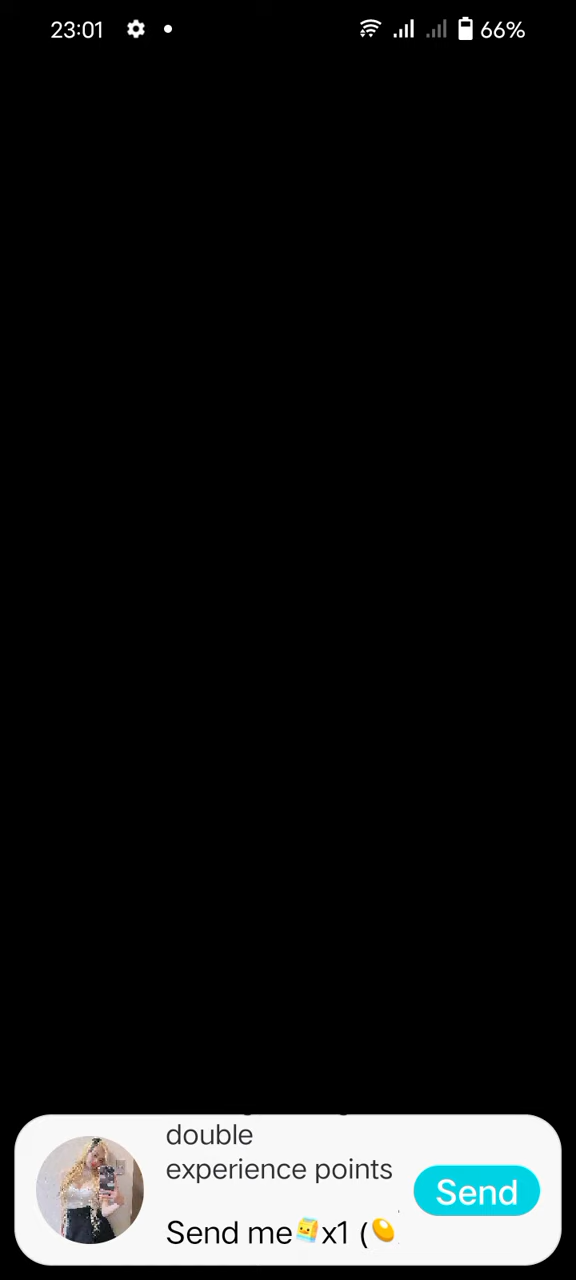 23:01 66%
double
experience points
Send me x1 (
Send